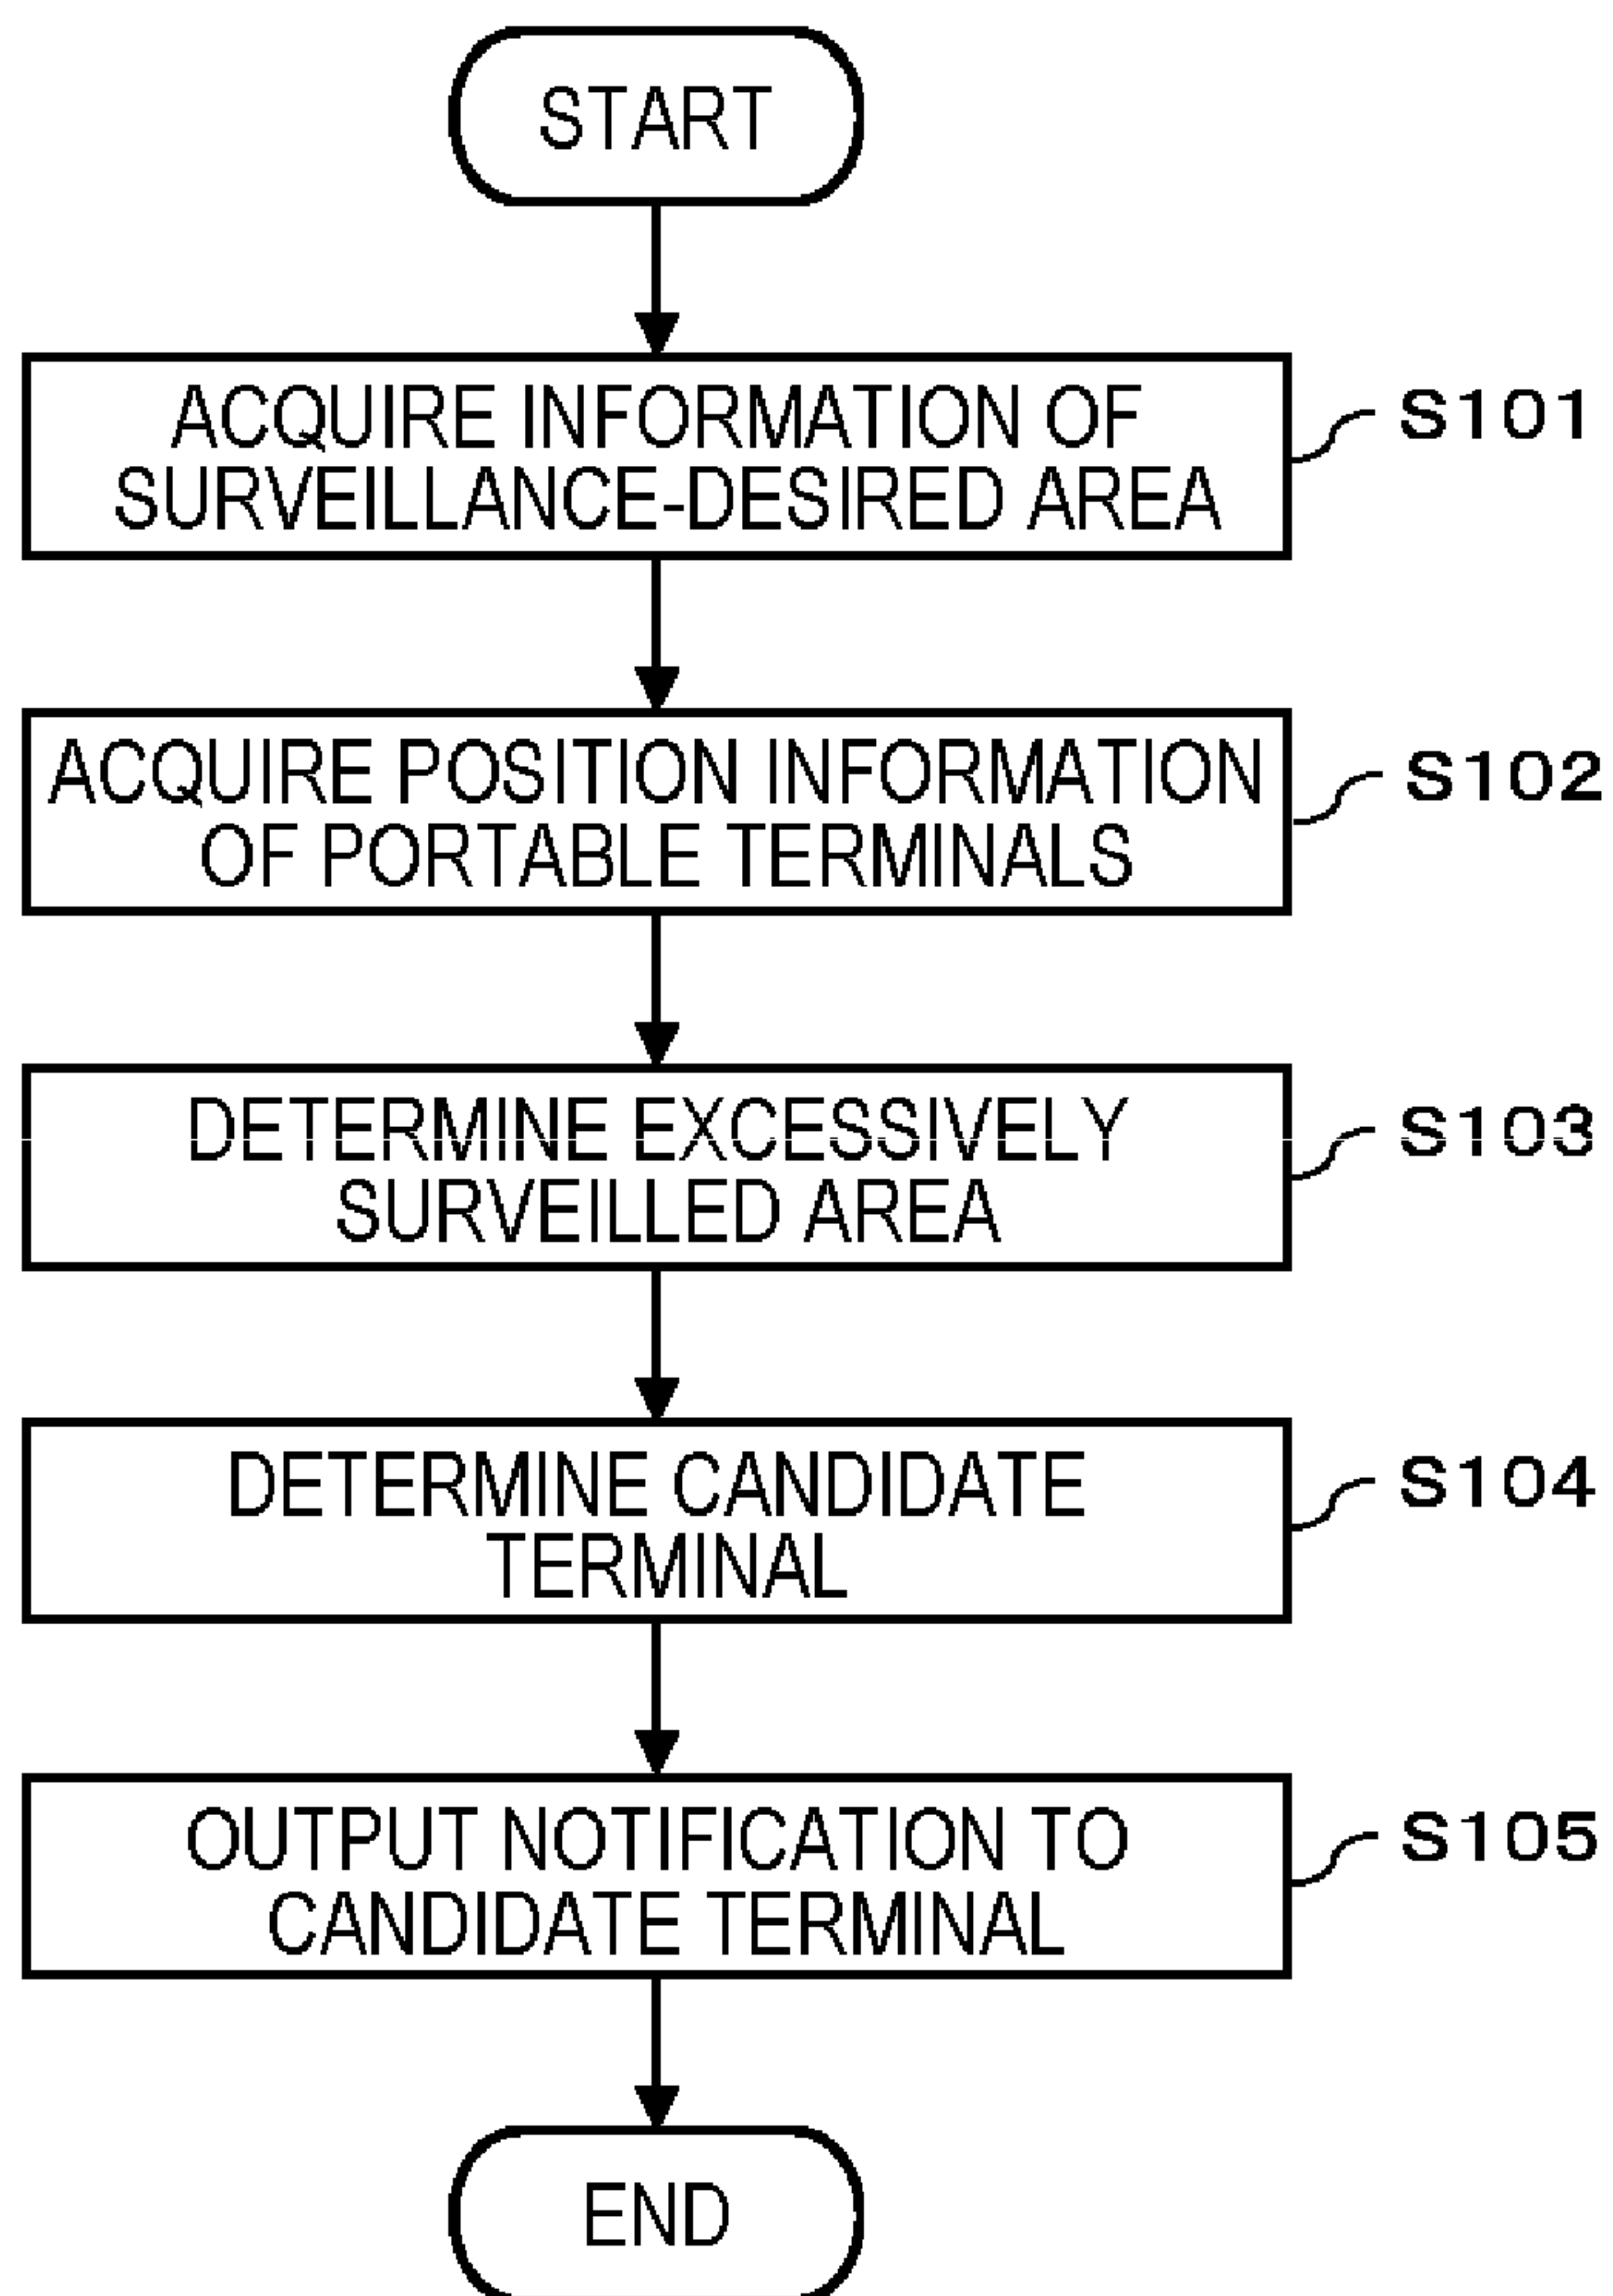 START
ACQUIRE INFORMATION OF
SURVEILLANCE-DESIRED AREA
S101
ACQUIRE POSITION INFORMATION
OF PORTABLE TERMINALS
S102
DETERMINE EXCESSIVELY
SURVEILLED AREA
S103
DETERMINE CANDIDATE
TERMINAL
S104
OUTPUT NOTIFICATION TO
CANDIDATE TERMINAL
S105
END